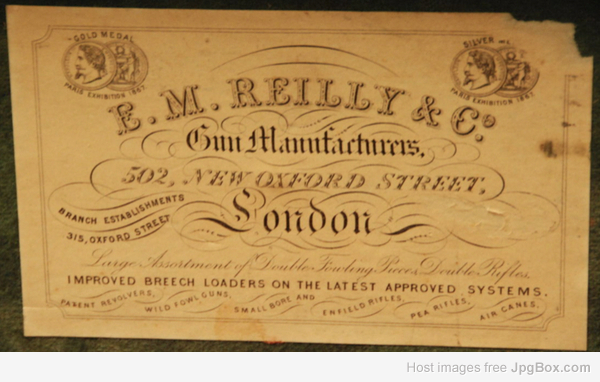 GOLD MEDAL
PARIS EXHIBITION 1867
SILVER
PARIS EXHIBITION 1867
E. M. REILLY & Co
Gun Manufacturers,
502, NEW OXFORD STREET,
BRANCH ESTABLISHMENTS
315, OXFORD STREET
London
Large Assortment of Double Fowling Pieces, Double Rifles.
IMPROVED BREECH LOADERS ON THE LATEST APPROVED SYSTEMS.
PATENT REVOLVERS, WILD FOWL GUNS, SMALL BORE AND ENFIELD RIFLES, PEA RIFLES, AIR CANES,
Host images free JpgBox.com